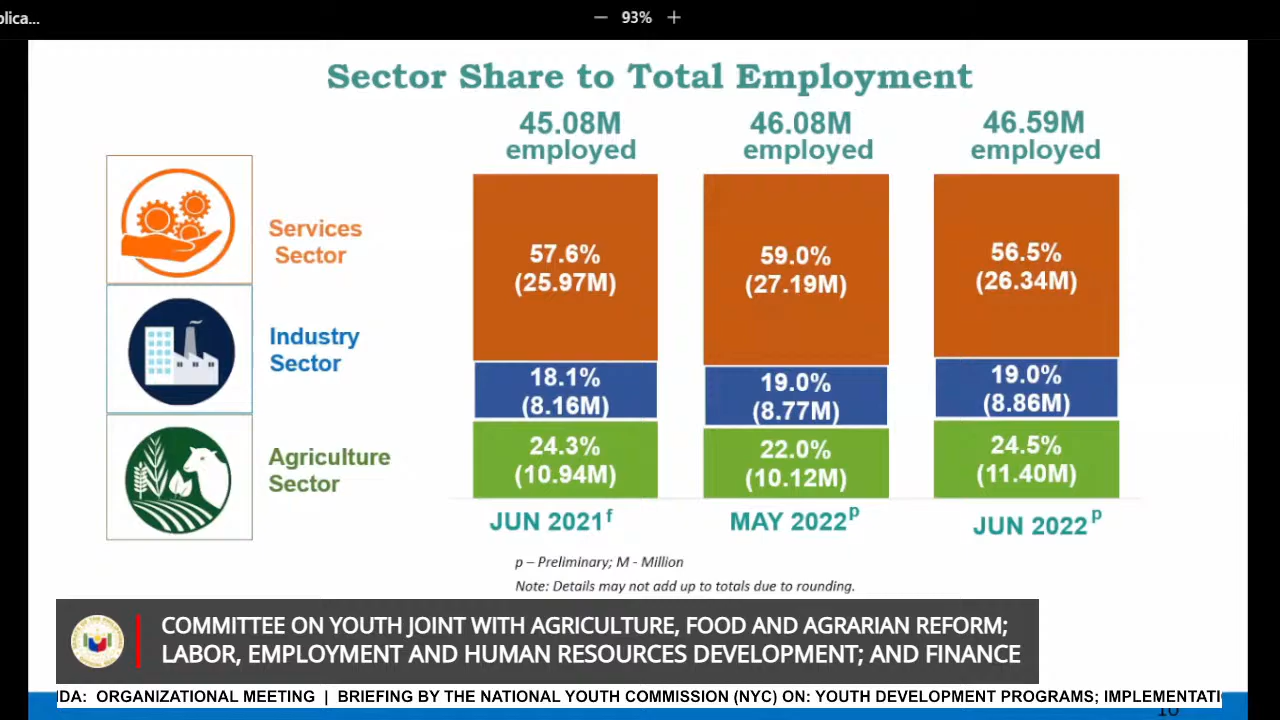 plica...
— 93% +
Sector Share to Total Employment
45.08M
employed
46.08M
employed
46.59M
employed
Services
Sector
57.6%
(25.97M)
59.0%
(27.19M)
56.5%
(26.34M)
Industry
Sector
18.1%
(8.16M)
19.0%
(8.77M)
19.0%
(8.86M)
Agriculture
Sector
24.3%
(10.94M)
22.0%
(10.12M)
24.5%
(11.40M)
JUN 2021f
MAY 2022p
JUN 2022p
p – Preliminary; M - Million
Note: Details may not add up to totals due to rounding.
COMMITTEE ON YOUTH JOINT WITH AGRICULTURE, FOOD AND AGRARIAN REFORM;
LABOR, EMPLOYMENT AND HUMAN RESOURCES DEVELOPMENT; AND FINANCE
DA: ORGANIZATIONAL MEETING | BRIEFING BY THE NATIONAL YOUTH COMMISSION (NYC) ON: YOUTH DEVELOPMENT PROGRAMS; IMPLEMENTATI